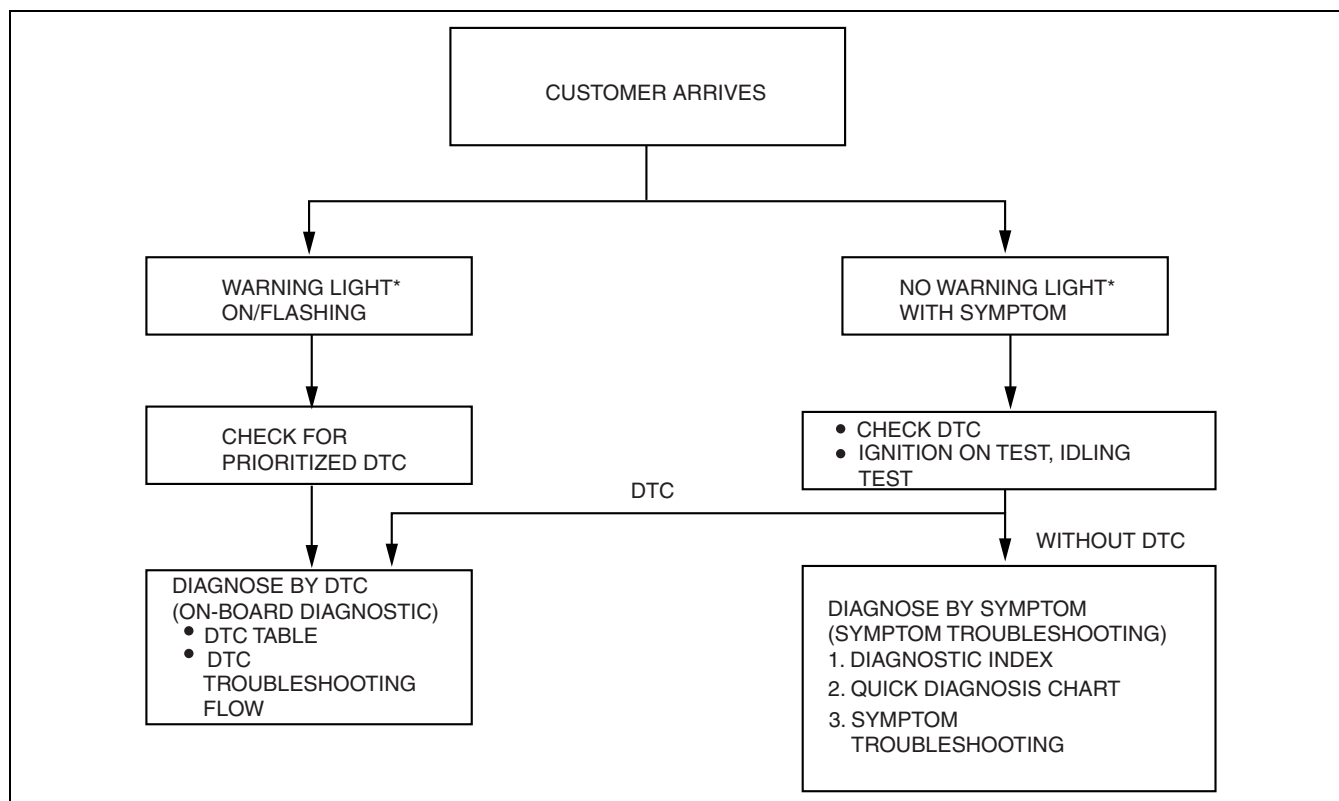 CUSTOMER ARRIVES
WARNING LIGHT*
ON/FLASHING
NO WARNING LIGHT*
WITH SYMPTOM
CHECK FOR
PRIORITIZED DTC
• CHECK DTC
• IGNITION ON TEST, IDLING
TEST
DTC
WITHOUT DTC
DIAGNOSE BY DTC
(ON-BOARD DIAGNOSTIC)
• DTC TABLE
• DTC
TROUBLESHOOTING
FLOW
DIAGNOSE BY SYMPTOM
(SYMPTOM TROUBLESHOOTING)
1. DIAGNOSTIC INDEX
2. QUICK DIAGNOSIS CHART
3. SYMPTOM
TROUBLESHOOTING